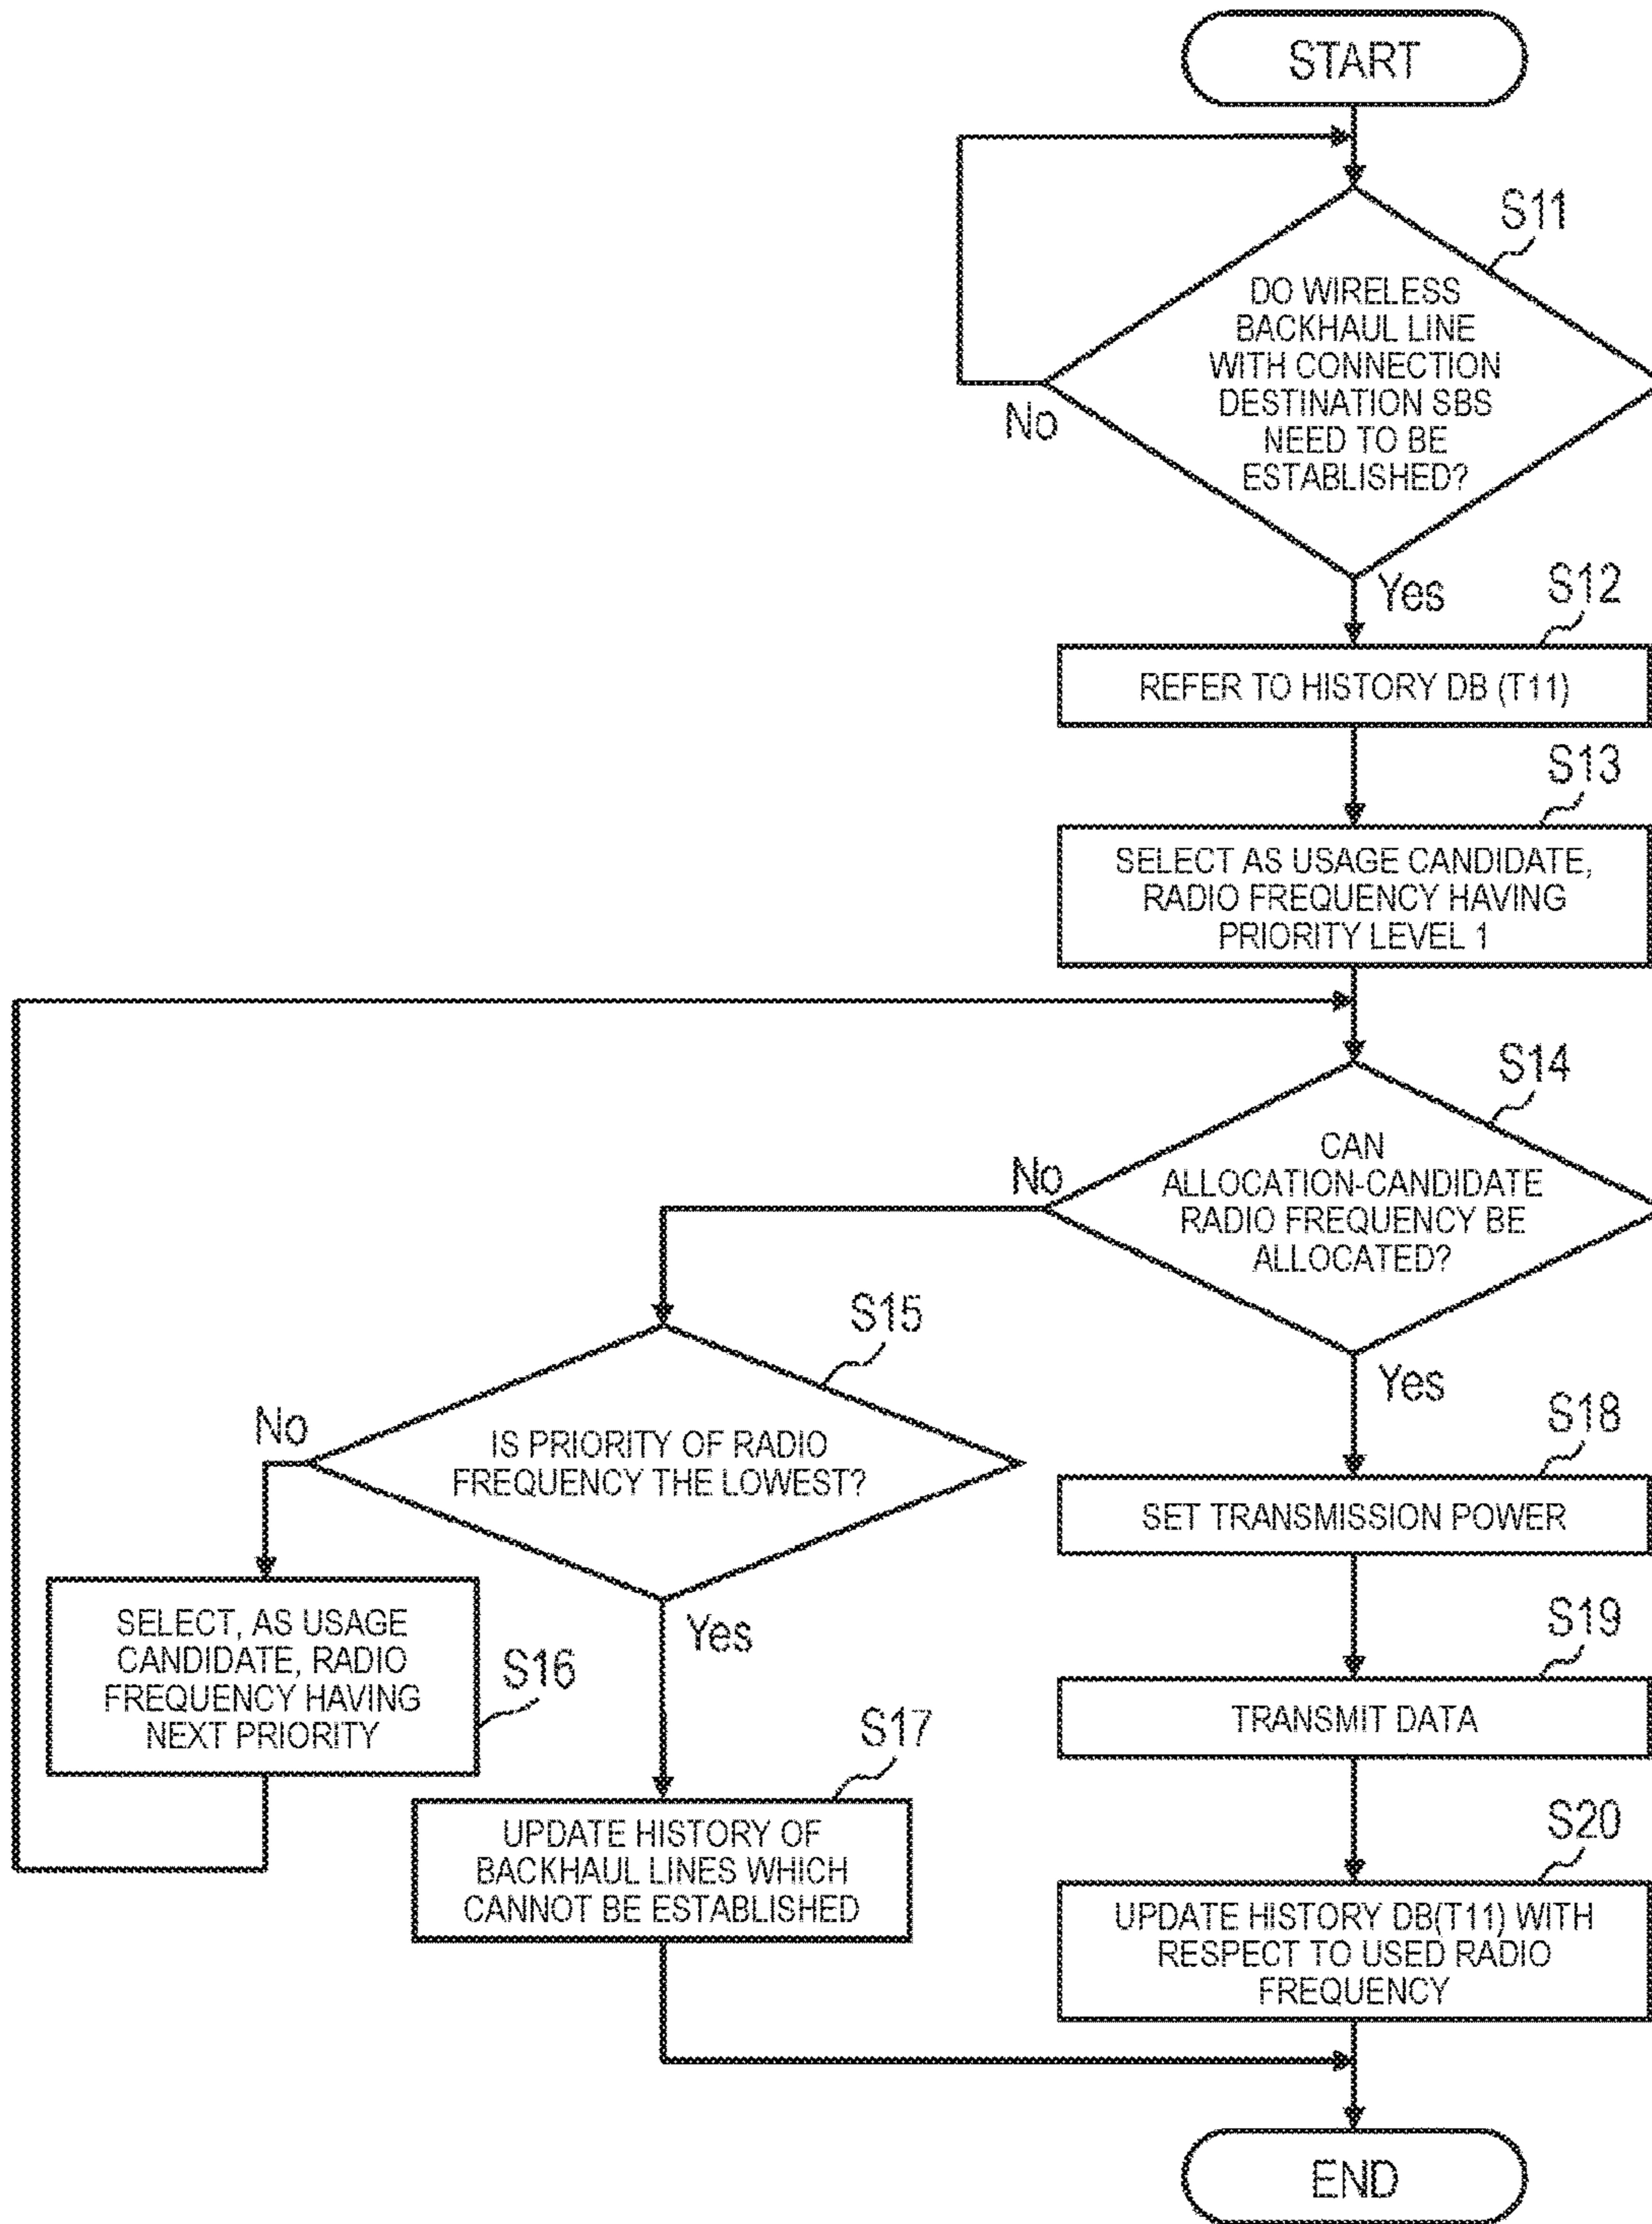 START
S11
DO WIRELESS
BACKHAUL LINE
WITH CONNECTION
DESTINATION SBS
NEED TO BE
ESTABLISHED?
No
Yes
S12
REFER TO HISTORY DB (T11)
S13
SELECT AS USAGE CANDIDATE,
RADIO FREQUENCY HAVING
PRIORITY LEVEL 1
S14
CAN
ALLOCATION-CANDIDATE
RADIO FREQUENCY BE
ALLOCATED?
No
Yes
S15
IS PRIORITY OF RADIO
FREQUENCY THE LOWEST?
No
Yes
SELECT, AS USAGE
CANDIDATE, RADIO
FREQUENCY HAVING
NEXT PRIORITY
S16
S17
UPDATE HISTORY OF
BACKHAUL LINES WHICH
CANNOT BE ESTABLISHED
S18
SET TRANSMISSION POWER
S19
TRANSMIT DATA
S20
UPDATE HISTORY DB(T11) WITH
RESPECT TO USED RADIO
FREQUENCY
END